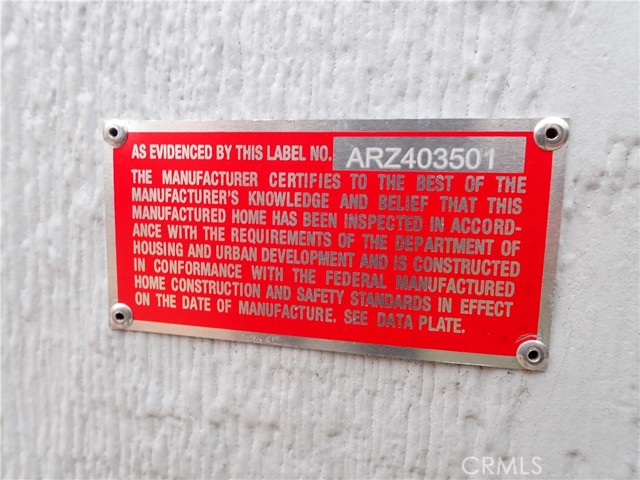 AS EVIDENCED BY THIS LABEL NO. ARZ403501
THE MANUFACTURER CERTIFIES TO THE BEST OF THE
MANUFACTURER'S KNOWLEDGE AND BELIEF THAT THIS
MANUFACTURED HOME HAS BEEN INSPECTED IN ACCORD-
ANCE WITH THE REQUIREMENTS OF THE DEPARTMENT OF
HOUSING AND URBAN DEVELOPMENT AND IS CONSTRUCTED
IN CONFORMANCE WITH THE FEDERAL MANUFACTURED
HOME CONSTRUCTION AND SAFETY STANDARDS IN EFFECT
ON THE DATE OF MANUFACTURE. SEE DATA PLATE.
CRMLS